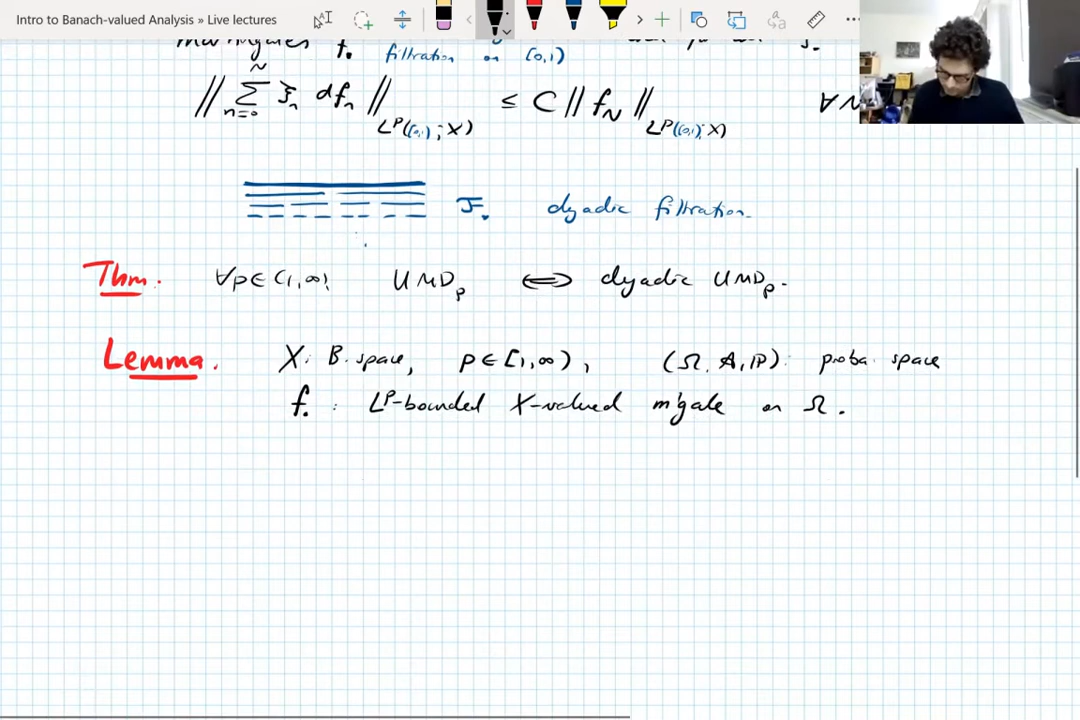 Intro to Banach-valued Analysis » Live lectures
martingales f. filtration on [0,1)
‖ Σ_{n=0}^{N} ξ_n df_n ‖_{L^p([0,1); X)} ≤ C ‖ f_N ‖_{L^p([0,1); X)} ∀ N
F. dyadic filtration.
Thm. ∀p∈(1,∞) UMD_p ⟺ dyadic UMD_p.
Lemma. X: B. space, p∈[1,∞), (Ω, A, ℙ): proba. space
f. : L^p-bounded X-valued m'gale on Ω.